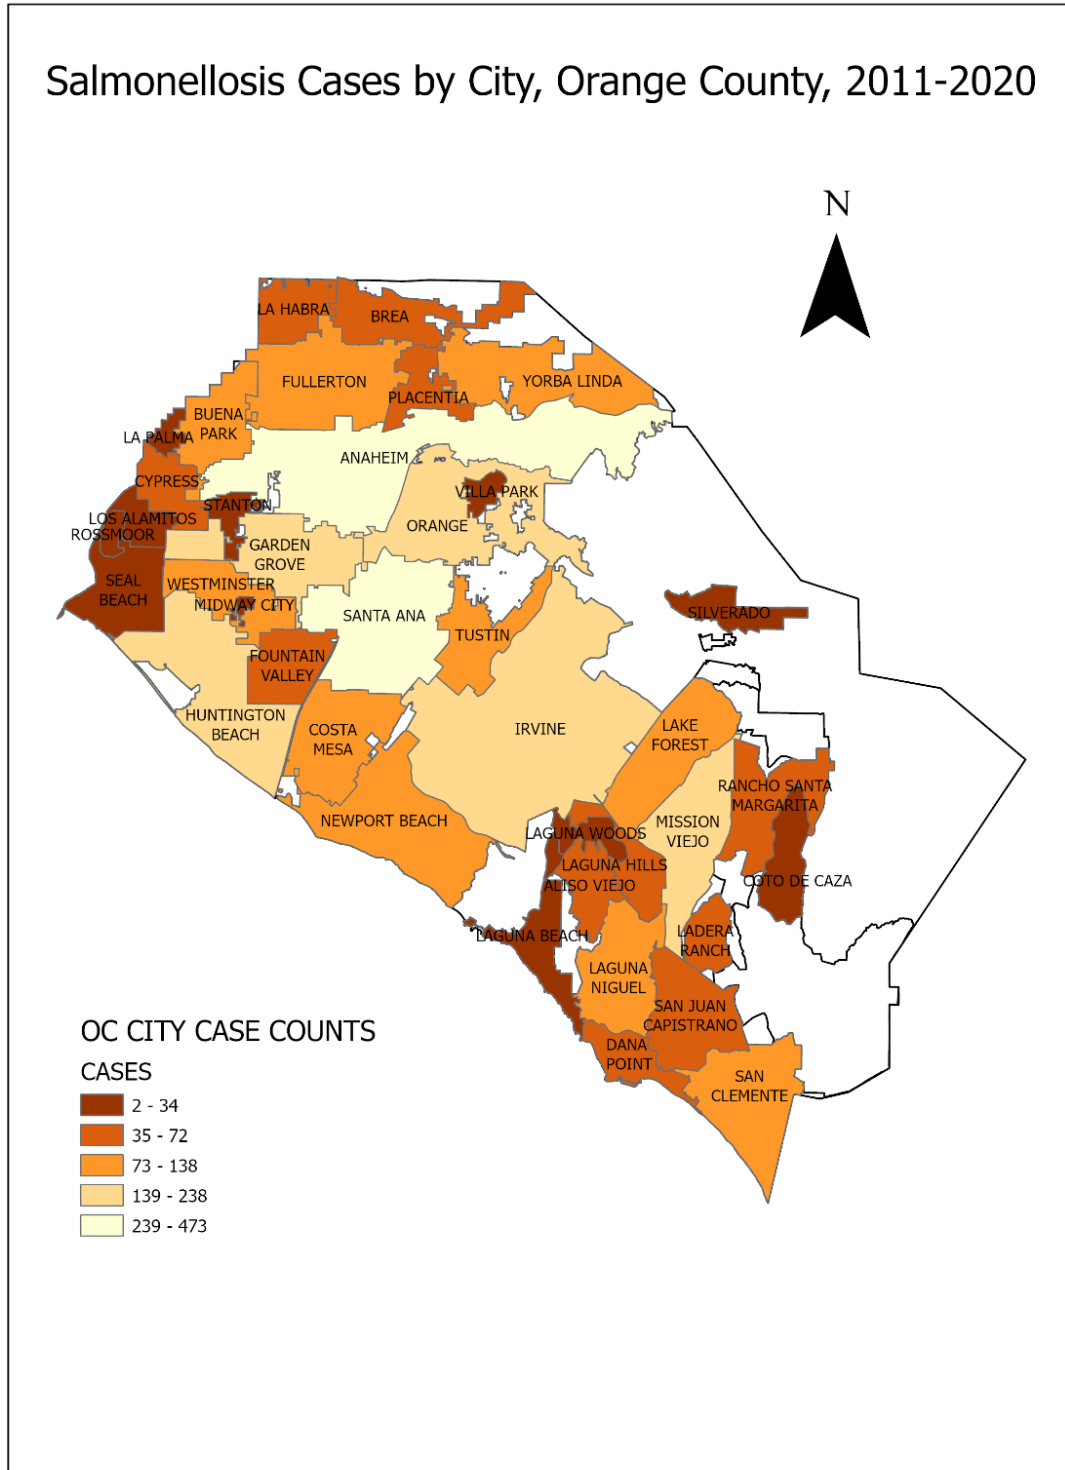 Salmonellosis Cases by City, Orange County, 2011-2020
N
LA HABRA
BREA
FULLERTON
YORBA LINDA
PLACENTIA
BUENA
PARK
LA PALMA
ANAHEIM
CYPRESS
VILLA PARK
STANTON
LOS ALAMITOS
ORANGE
ROSSMOOR
GARDEN
GROVE
SEAL
BEACH
WESTMINSTER
MIDWAY CITY
SANTA ANA
SILVERADO
TUSTIN
FOUNTAIN
VALLEY
HUNTINGTON
BEACH
COSTA
MESA
IRVINE
LAKE
FOREST
RANCHO SANTA
MARGARITA
NEWPORT BEACH
MISSION
VIEJO
LAGUNA WOODS
LAGUNA HILLS
ALISO VIEJO
COTO DE CAZA
LAGUNA BEACH
LADERA
RANCH
LAGUNA
NIGUEL
SAN JUAN
CAPISTRANO
DANA
POINT
SAN
CLEMENTE
OC CITY CASE COUNTS
CASES
2 - 34
35 - 72
73 - 138
139 - 238
239 - 473